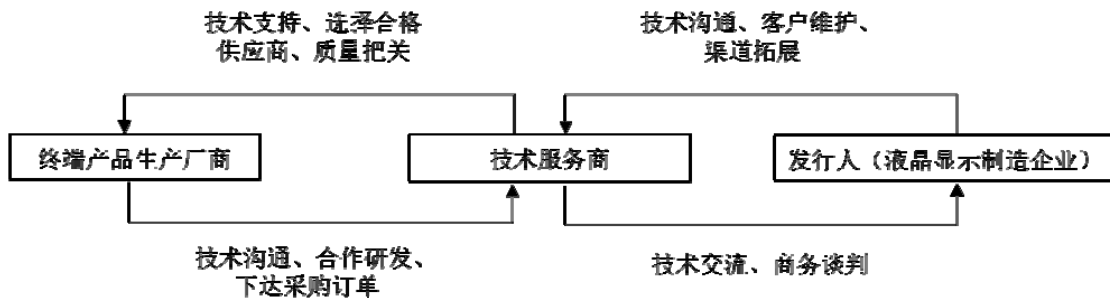 技术支持、选择合格
供应商、质量把关
技术沟通、客户维护、
渠道拓展
终端产品生产厂商
技术服务商
发行人（液晶显示制造企业）
技术沟通、合作研发、
下达采购订单
技术交流、商务谈判